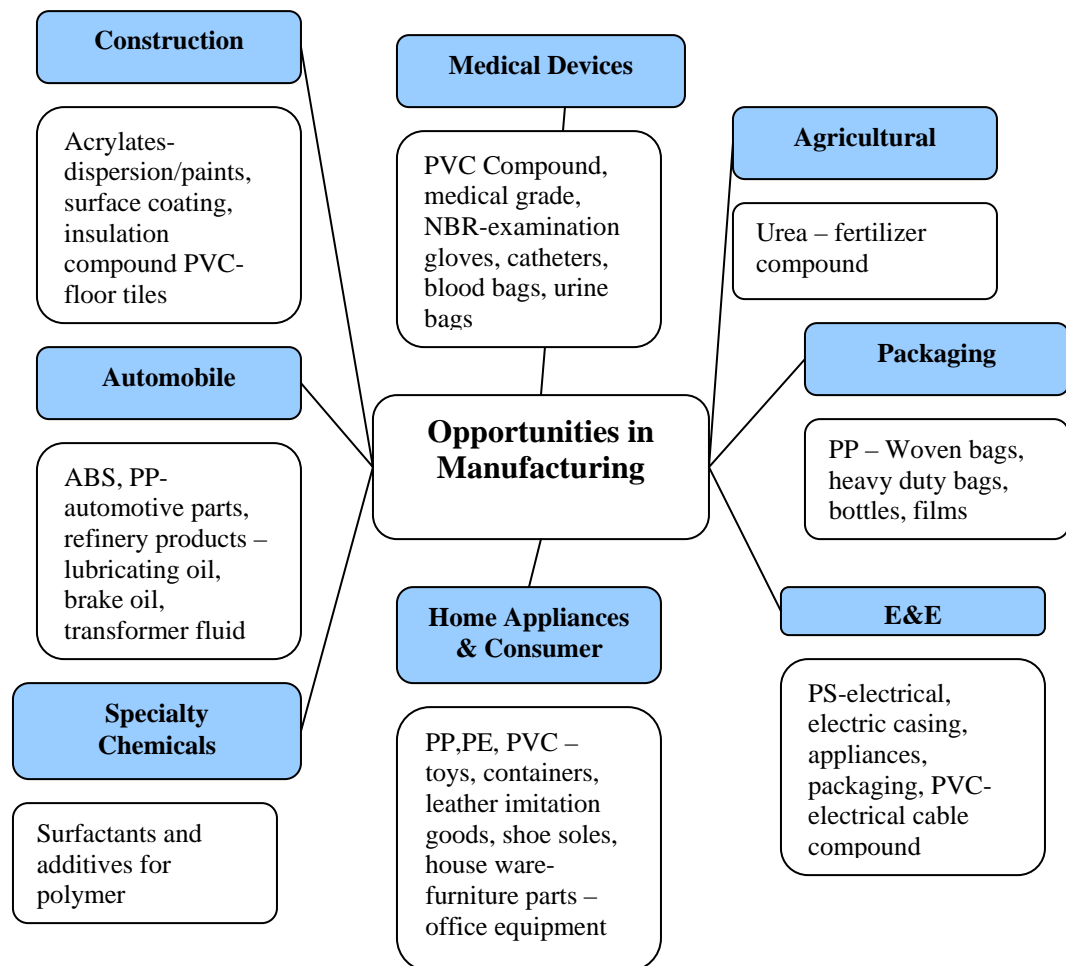 Construction
Acrylates-
dispersion/paints,
surface coating,
insulation
compound PVC-
floor tiles
Medical Devices
PVC Compound,
medical grade,
NBR-examination
gloves, catheters,
blood bags, urine
bags
Agricultural
Urea – fertilizer
compound
Automobile
ABS, PP-
automotive parts,
refinery products –
lubricating oil,
brake oil,
transformer fluid
Opportunities in
Manufacturing
Packaging
PP – Woven bags,
heavy duty bags,
bottles, films
Specialty
Chemicals
Surfactants and
additives for
polymer
Home Appliances
& Consumer
PP,PE, PVC –
toys, containers,
leather imitation
goods, shoe soles,
house ware-
furniture parts –
office equipment
E&E
PS-electrical,
electric casing,
appliances,
packaging, PVC-
electrical cable
compound